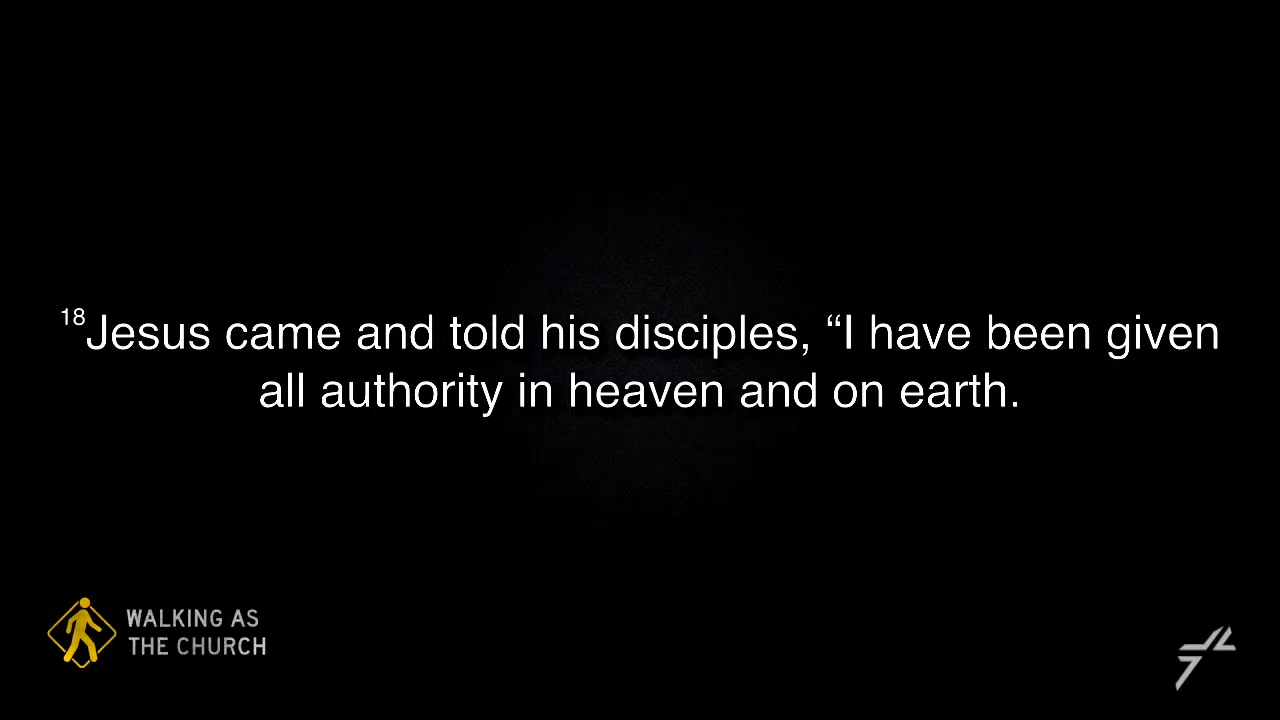 18Jesus came and told his disciples, “I have been given
all authority in heaven and on earth.
WALKING AS
THE CHURCH